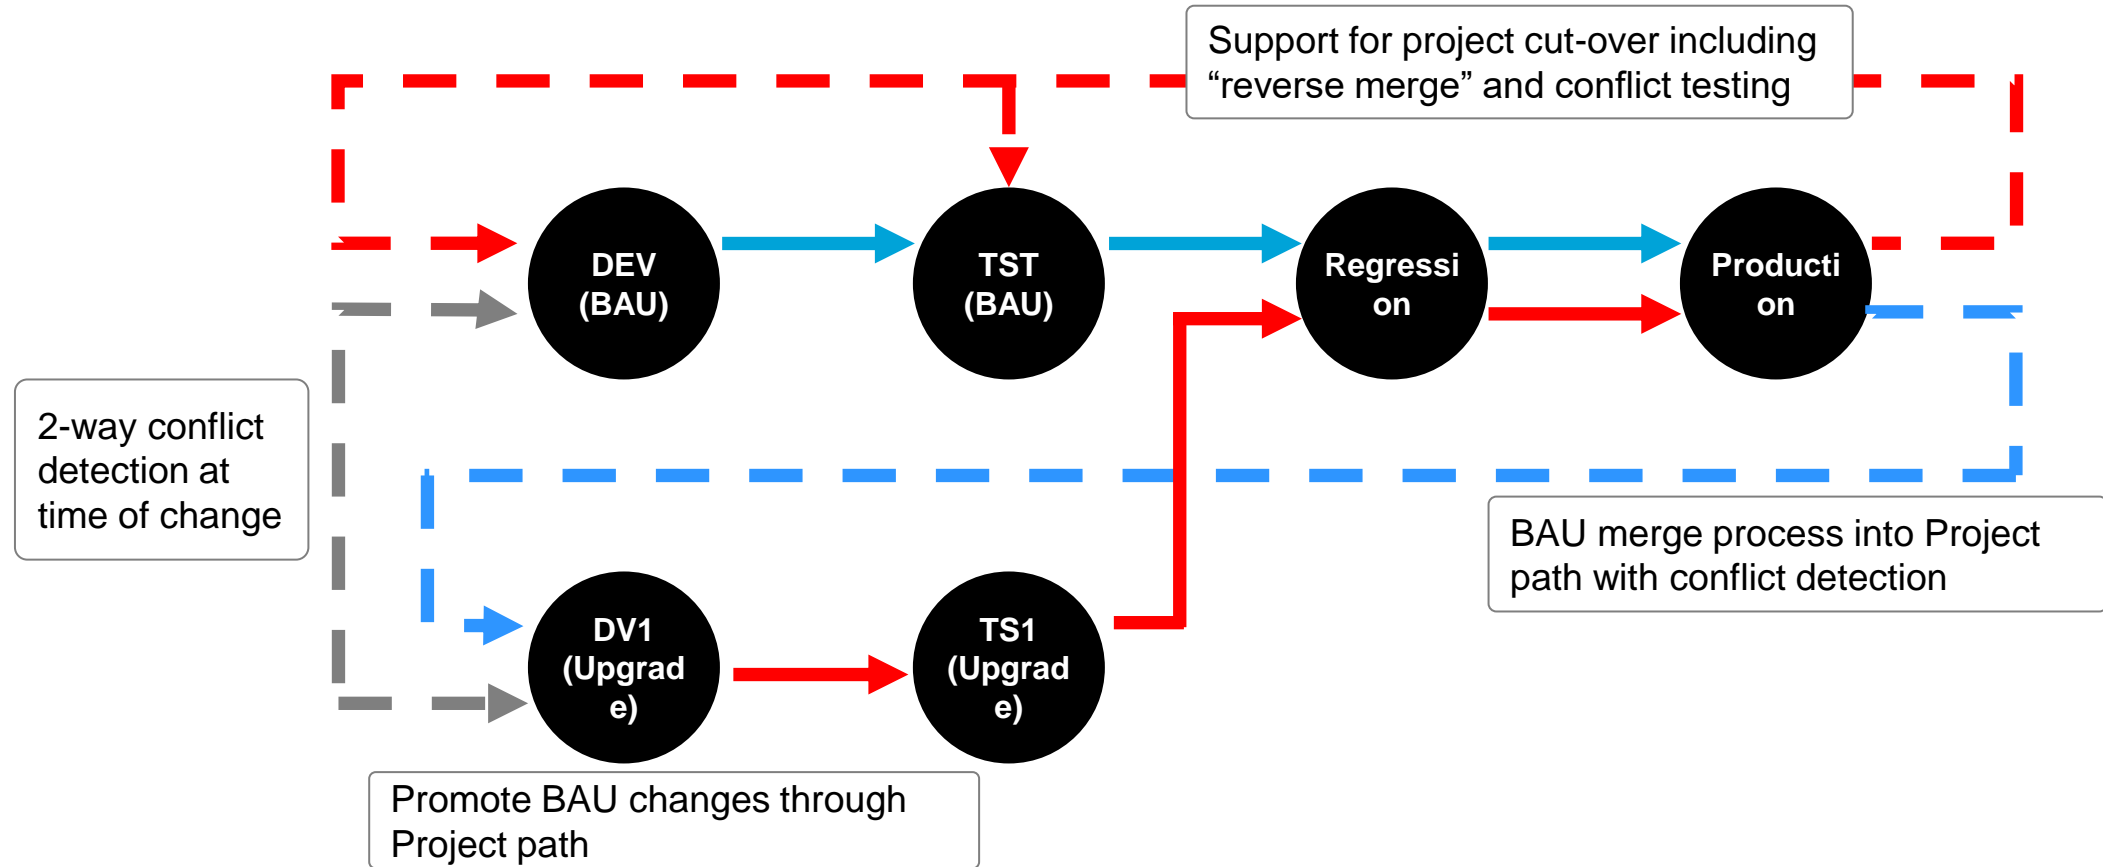 Support for project cut-over including
“reverse merge” and conflict testing
DEV
(BAU)
TST
(BAU)
Regressi
on
Producti
on
2-way conflict
detection at
time of change
BAU merge process into Project
path with conflict detection
DV1
(Upgrad
e)
TS1
(Upgrad
e)
Promote BAU changes through
Project path